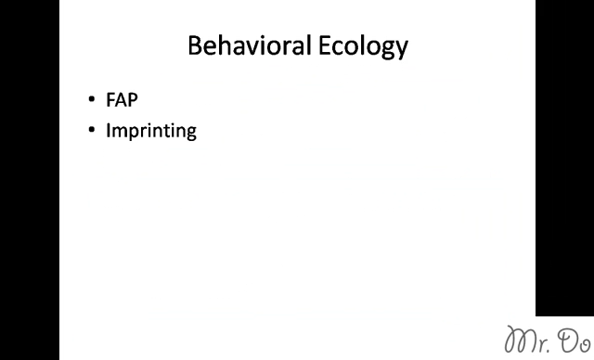 Behavioral Ecology
• FAP
• Imprinting
Mr. Do